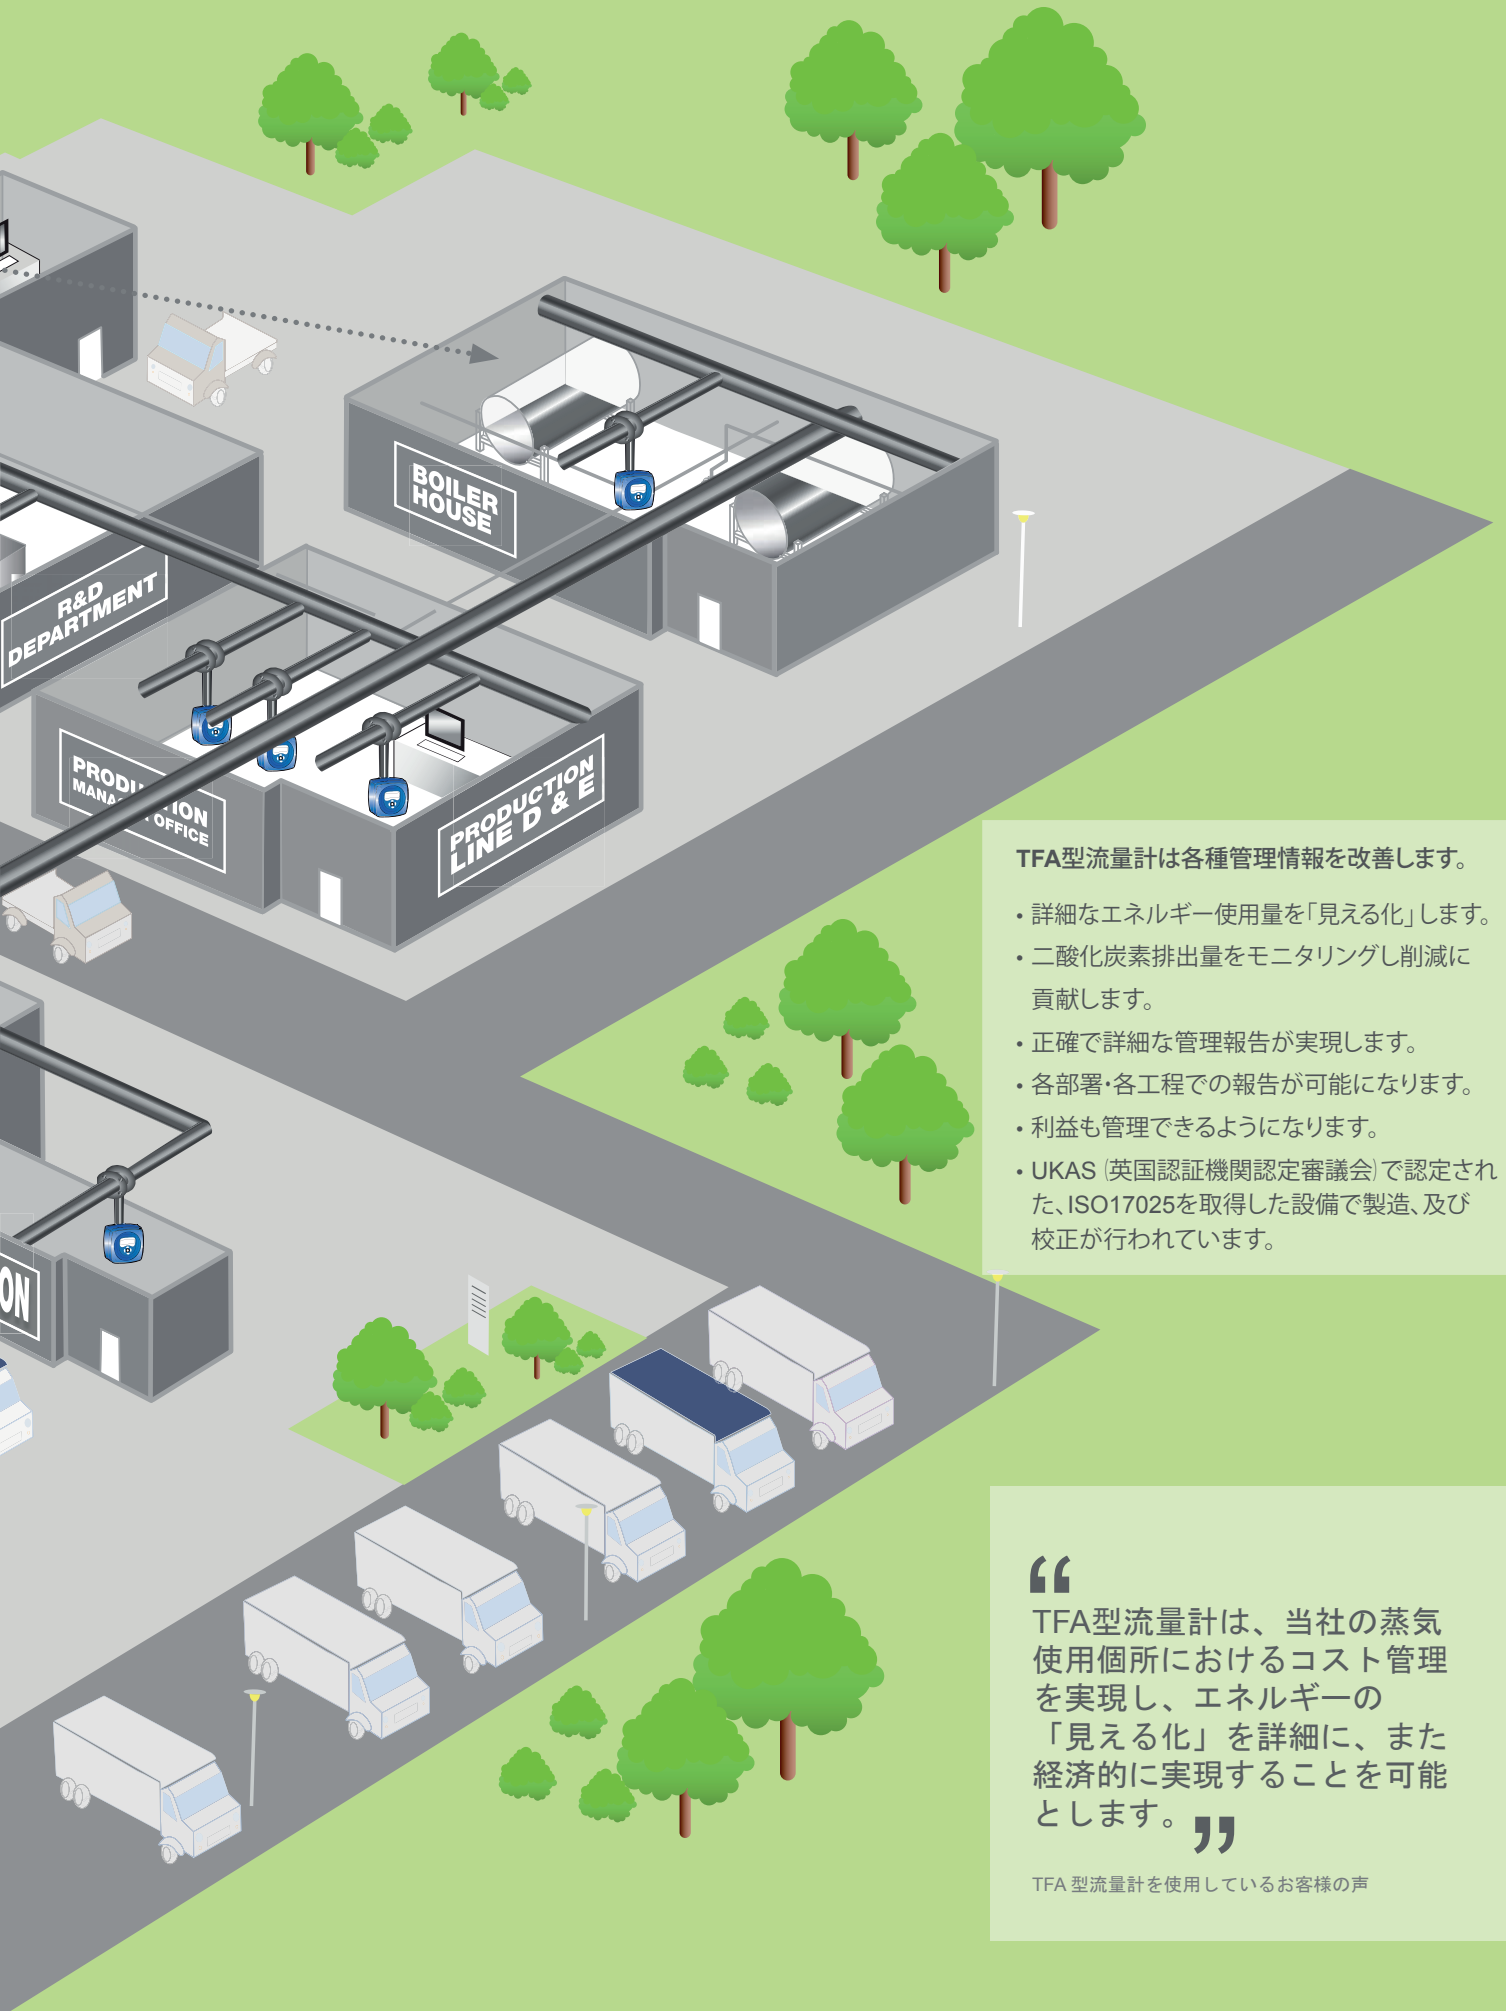 BOILER
HOUSE
R&D
DEPARTMENT
PRODUCTION
LINE D & E
OFFICE
TFA型流量計は各種管理情報を改善します。
• 詳細なエネルギー使用量を「見える化」します。
• 二酸化炭素排出量をモニタリングし削減に
貢献します。
• 正確で詳細な管理報告が実現します。
• 各部署・各工程での報告が可能になります。
• 利益も管理できるようになります。
• UKAS (英国認証機関認定審議会)で認定され
た、ISO17025を取得した設備で製造、及び
校正が行われています。
“
TFA型流量計は、当社の蒸気
使用個所におけるコスト管理
を実現し、エネルギーの
「見える化」を詳細に、また
経済的に実現することを可能
とします。”
TFA 型流量計を使用しているお客様の声